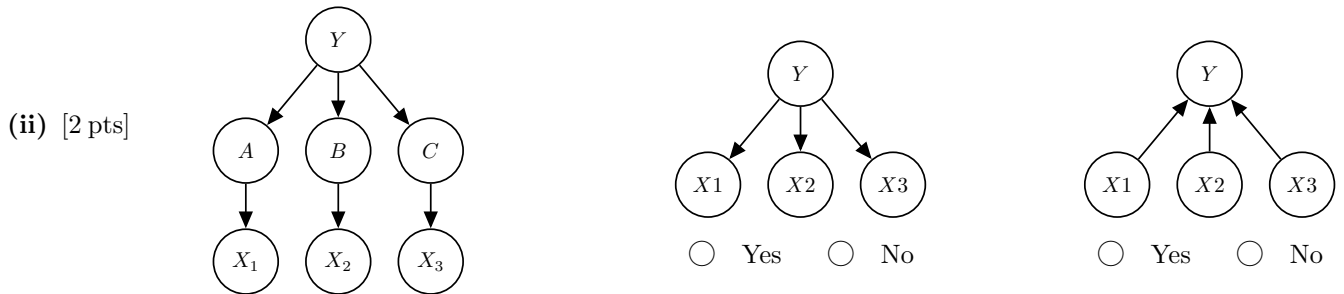 Y
Y
Y
(ii) [2 pts]
A B C
X1 X2 X3
X1 X2 X3
Yes No
Yes No
X₁ X₂ X₃